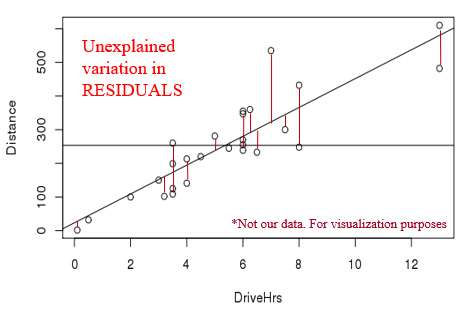 Unexplained
variation in
RESIDUALS
Distance
500
300
100
0
*Not our data. For visualization purposes
0
2
4
6
8
10
12
DriveHrs